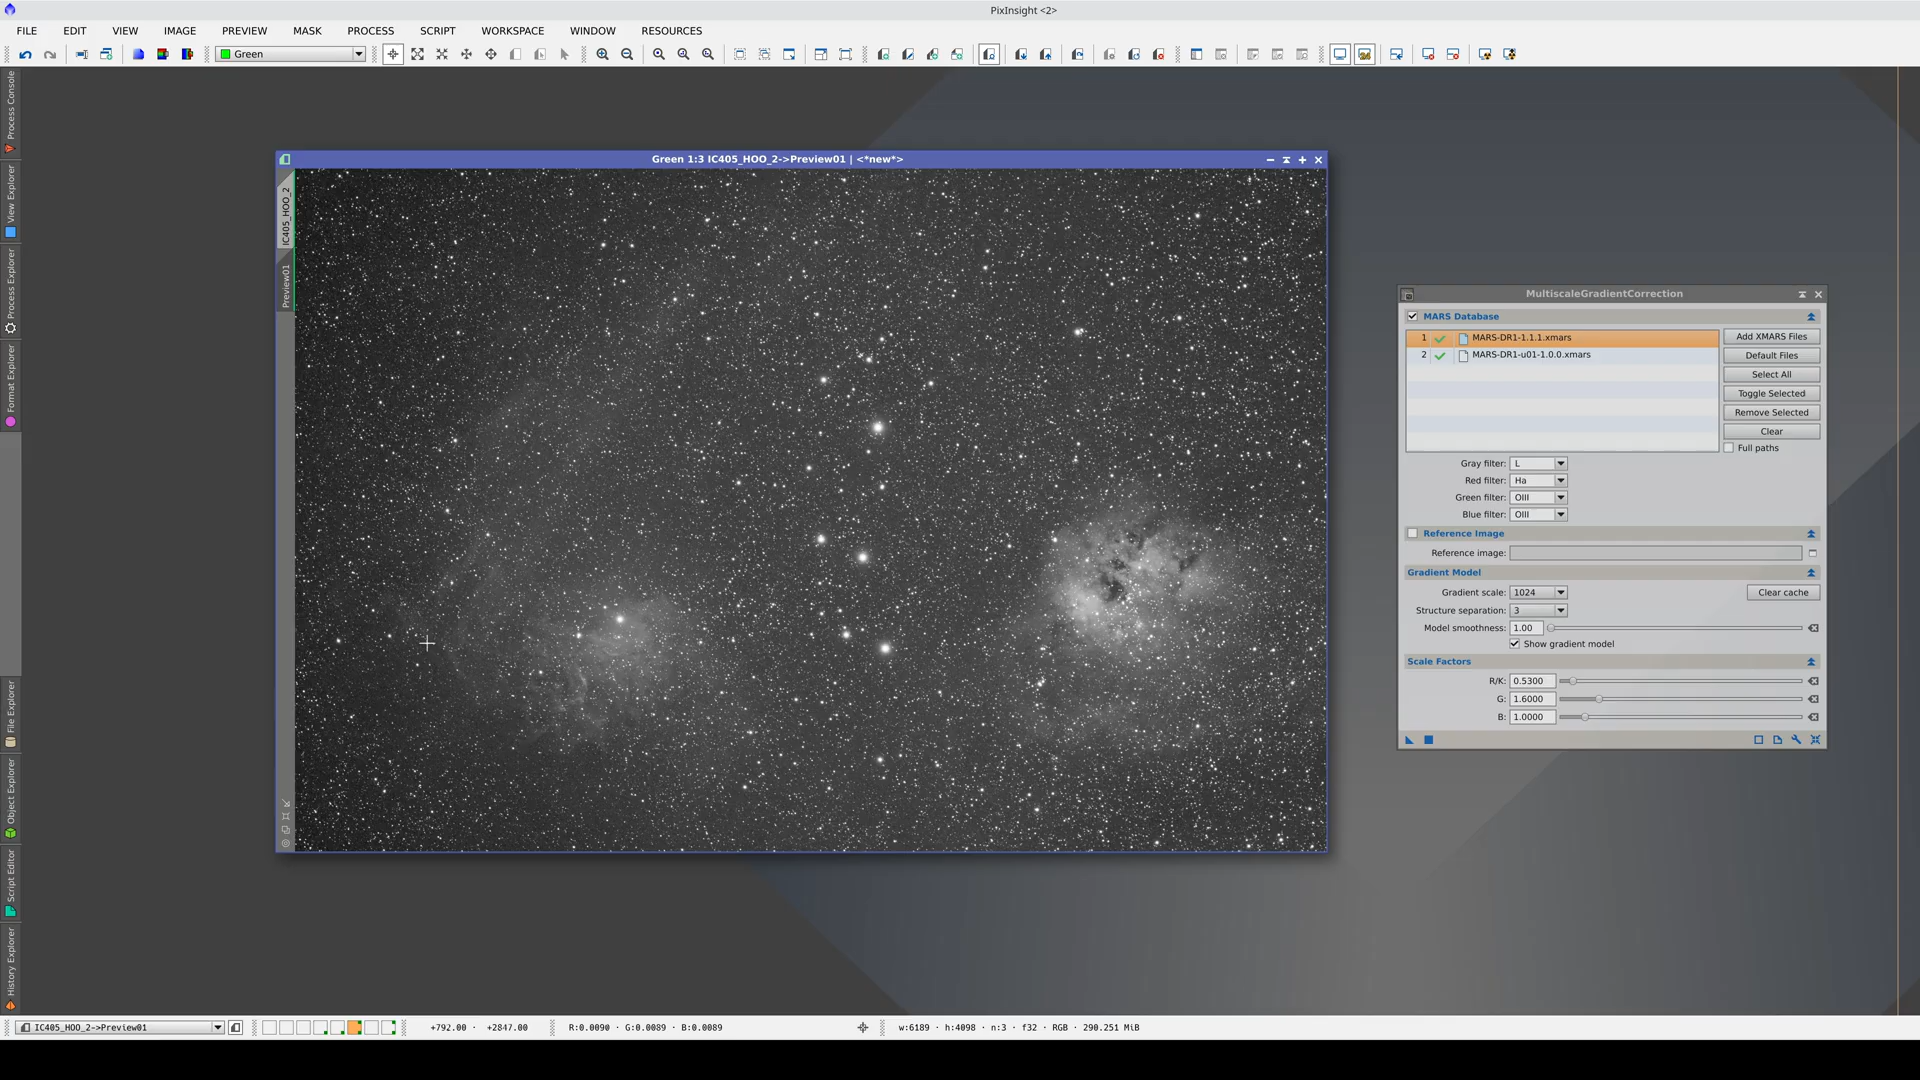 PixInsight <2>
FILE EDIT VIEW IMAGE PREVIEW MASK PROCESS SCRIPT WORKSPACE WINDOW RESOURCES
Green
Process Console
View Explorer
Process Explorer
Format Explorer
File Explorer
Object Explorer
Script Editor
History Explorer
Green 1:3 IC405_HOO_2->Preview01 | <*new*>
IC405_HOO_2
Preview01
MultiscaleGradientCorrection
MARS Database
1 MARS-DR1-1.1.1.xmars
2 MARS-DR1-u01-1.0.0.xmars
Add XMARS Files
Default Files
Select All
Toggle Selected
Remove Selected
Clear
Full paths
Gray filter: L
Red filter: Ha
Green filter: OIII
Blue filter: OIII
Reference Image
Reference image:
Gradient Model
Gradient scale: 1024 Clear cache
Structure separation: 3
Model smoothness: 1.00
Show gradient model
Scale Factors
R/K: 0.5300
G: 1.6000
B: 1.0000
IC405_HOO_2->Preview01
+792.00 · +2847.00 R:0.0090 · G:0.0089 · B:0.0089 w:6189 · h:4098 · n:3 · f32 · RGB · 290.251 MiB